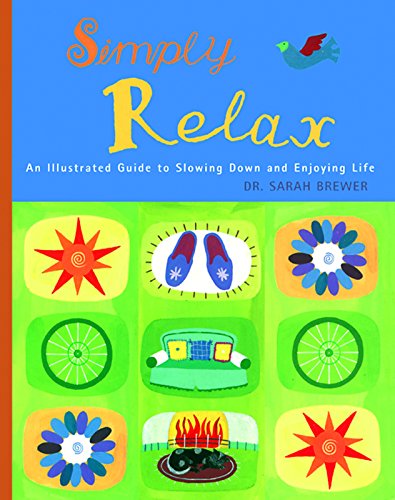 Simply
Relax
An Illustrated Guide to Slowing Down and Enjoying Life
DR. SARAH BREWER